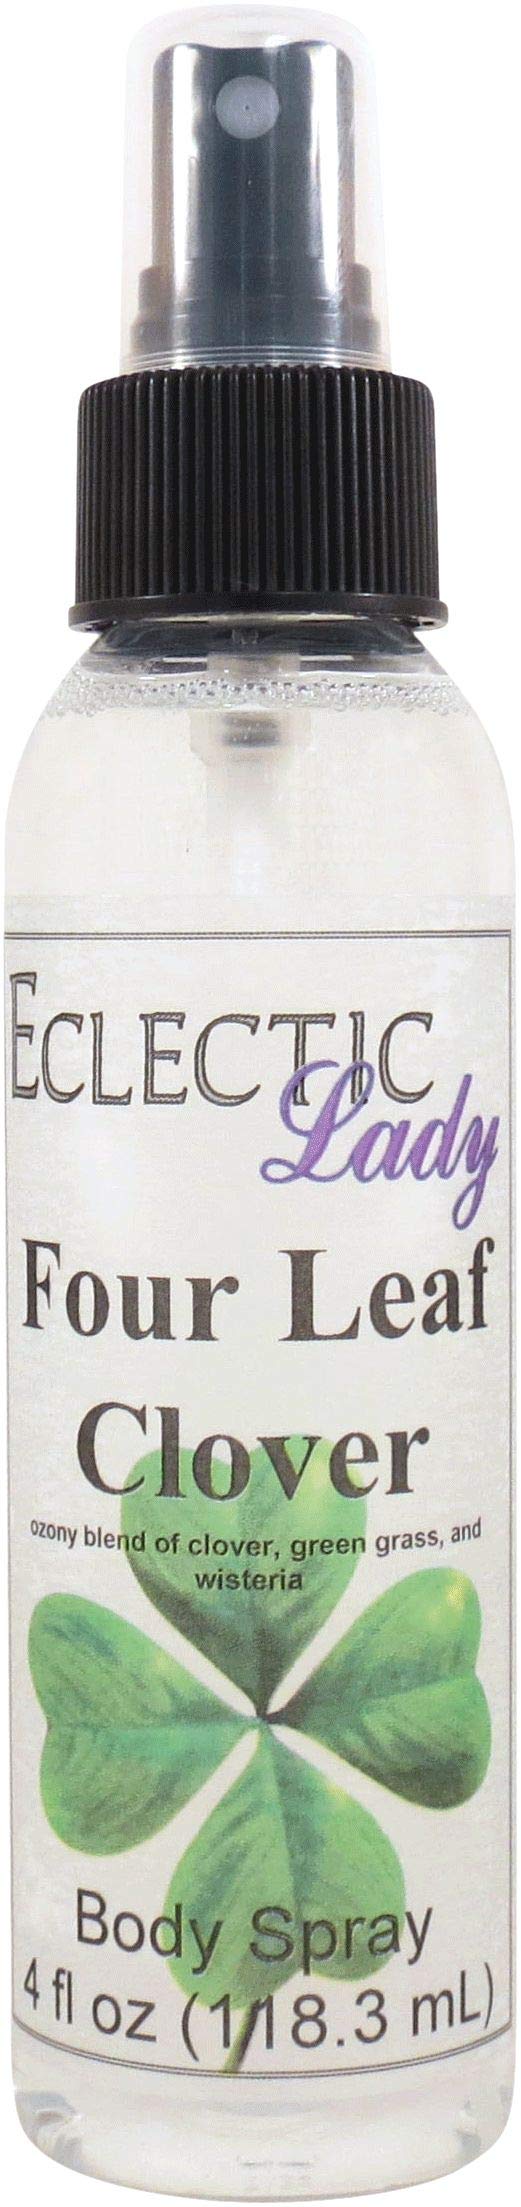 ECLECTIC
Lady
Four Leaf
Clover
ozony blend of clover, green grass, and
wisteria
Body Spray
4 fl oz (118.3 mL)